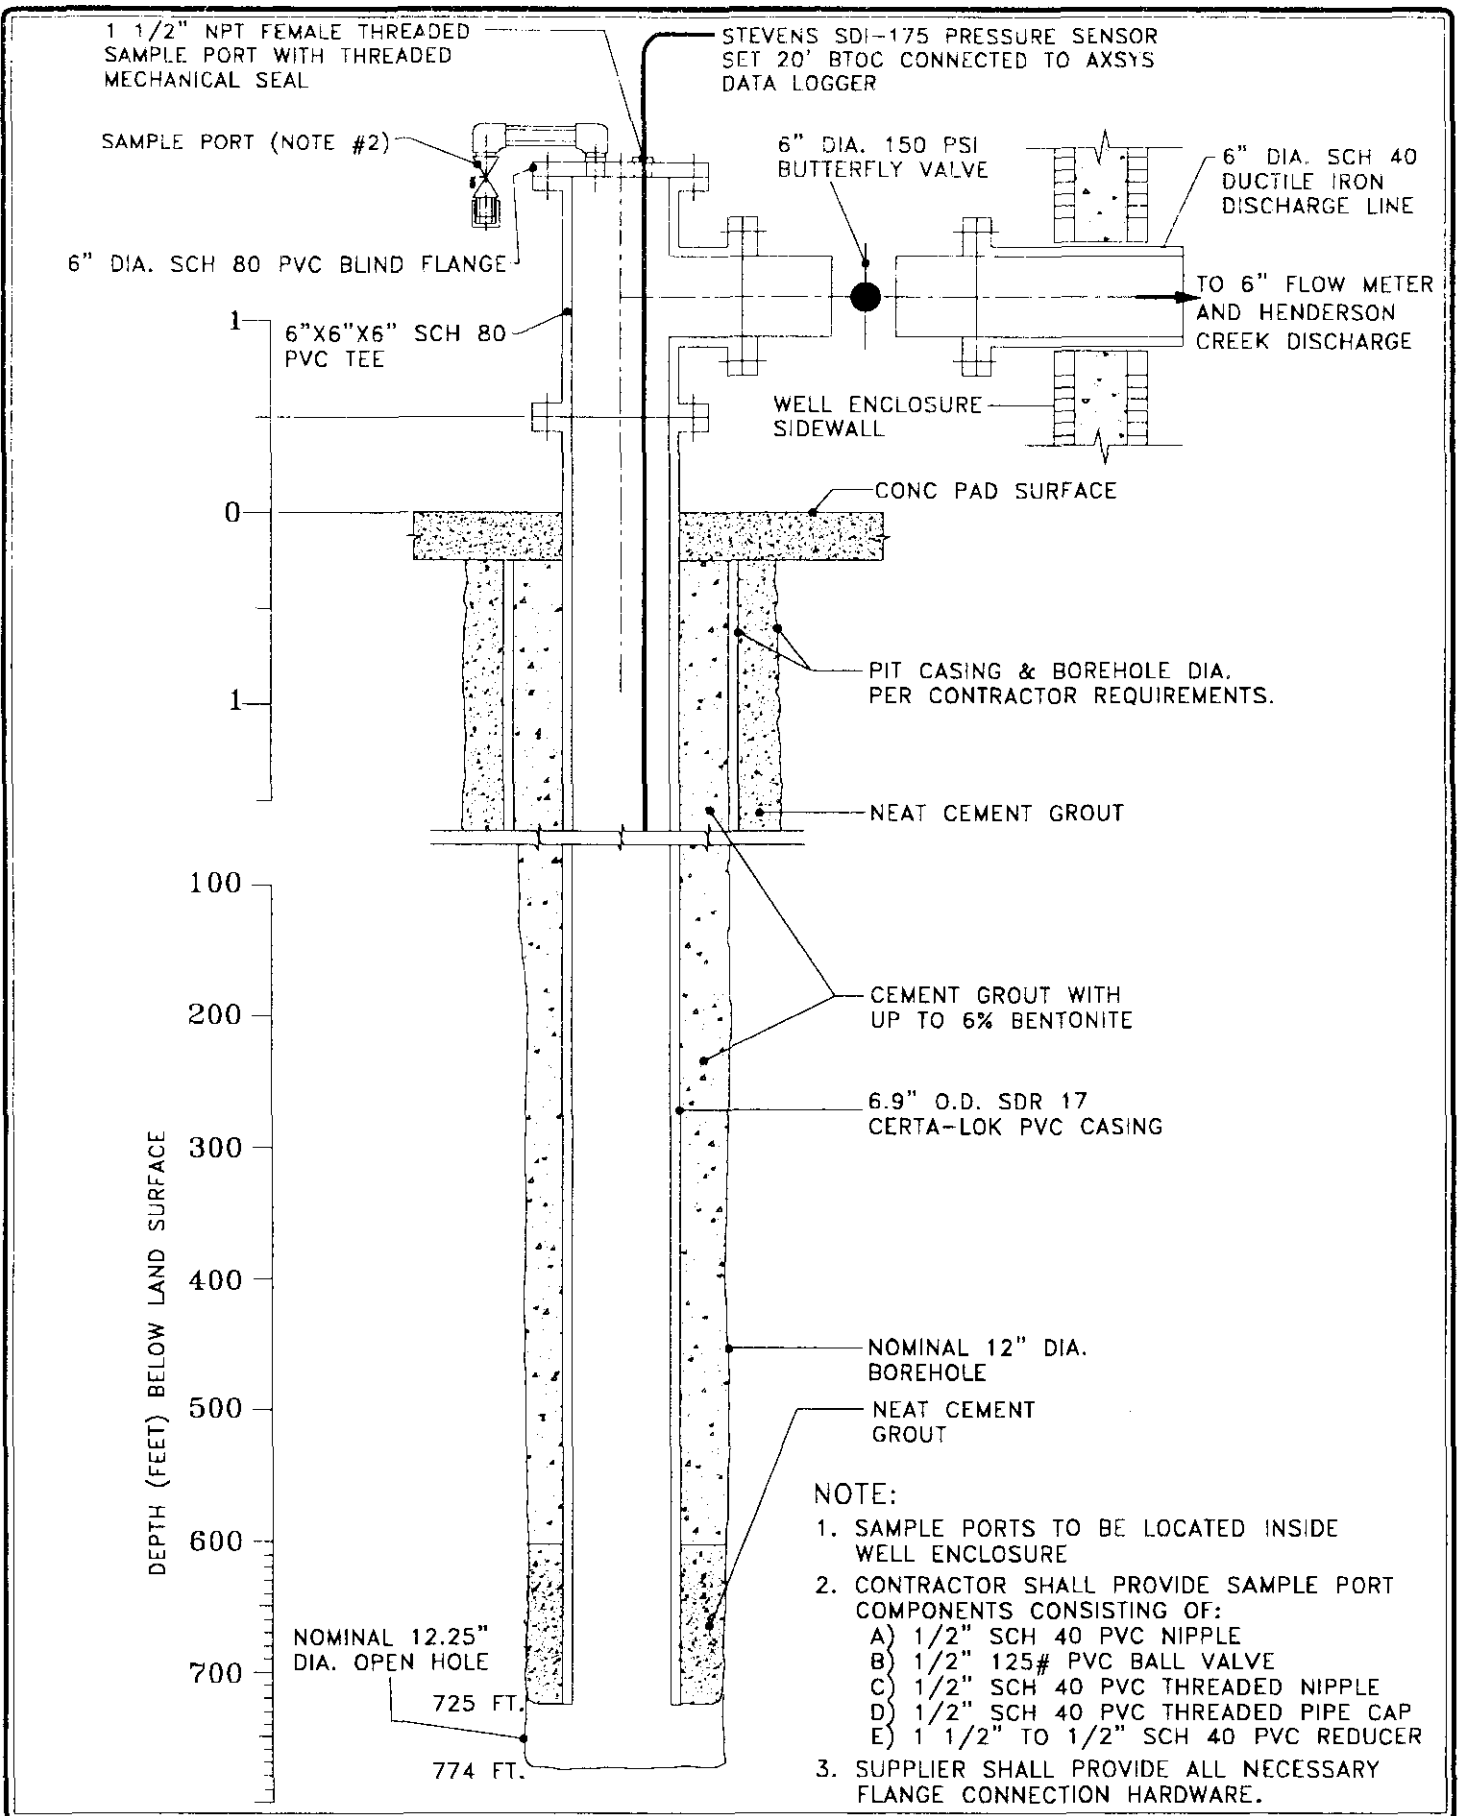 1 1/2" NPT FEMALE THREADED
SAMPLE PORT WITH THREADED
MECHANICAL SEAL
STEVENS SDI-175 PRESSURE SENSOR
SET 20' BTOC CONNECTED TO AXSYS
DATA LOGGER
SAMPLE PORT (NOTE #2)
6" DIA. 150 PSI
BUTTERFLY VALVE
6" DIA. SCH 40
DUCTILE IRON
DISCHARGE LINE
6" DIA. SCH 80 PVC BLIND FLANGE
TO 6" FLOW METER
AND HENDERSON
CREEK DISCHARGE
1
6"X6"X6" SCH 80
PVC TEE
WELL ENCLOSURE
SIDEWALL
CONC PAD SURFACE
0
PIT CASING & BOREHOLE DIA.
PER CONTRACTOR REQUIREMENTS.
1
NEAT CEMENT GROUT
100
CEMENT GROUT WITH
UP TO 6% BENTONITE
200
6.9" O.D. SDR 17
CERTA-LOK PVC CASING
300
DEPTH (FEET) BELOW LAND SURFACE
400
NOMINAL 12" DIA.
BOREHOLE
500
NEAT CEMENT
GROUT
600
NOMINAL 12.25"
DIA. OPEN HOLE
700
725 FT.
774 FT.
NOTE:
1. SAMPLE PORTS TO BE LOCATED INSIDE
WELL ENCLOSURE
2. CONTRACTOR SHALL PROVIDE SAMPLE PORT
COMPONENTS CONSISTING OF:
A) 1/2" SCH 40 PVC NIPPLE
B) 1/2" 125# PVC BALL VALVE
C) 1/2" SCH 40 PVC THREADED NIPPLE
D) 1/2" SCH 40 PVC THREADED PIPE CAP
E) 1 1/2" TO 1/2" SCH 40 PVC REDUCER
3. SUPPLIER SHALL PROVIDE ALL NECESSARY
FLANGE CONNECTION HARDWARE.